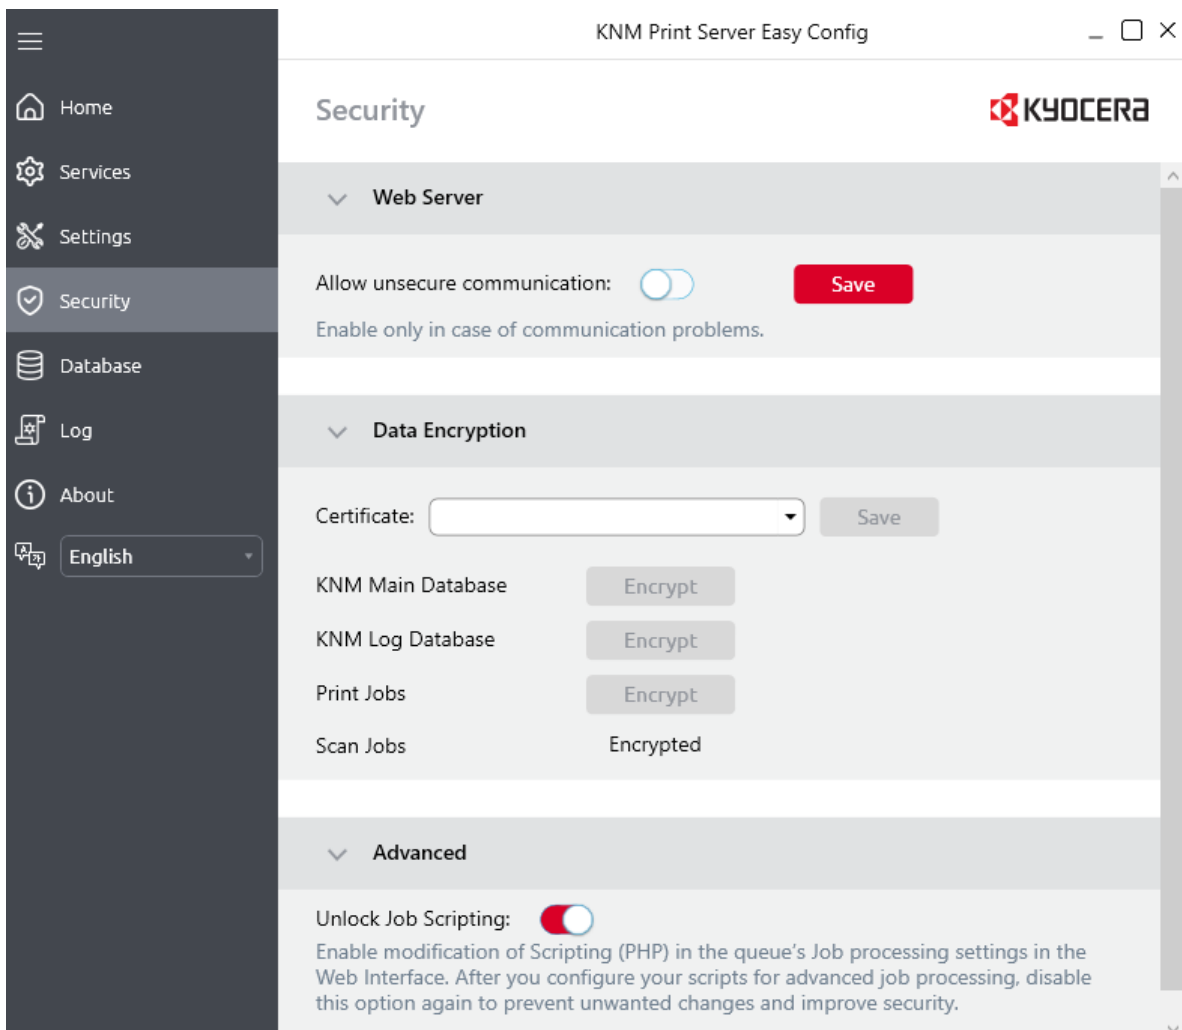 KNM Print Server Easy Config
Home
Services
Settings
Security
Database
Log
About
English
Security
KYOCERA
Web Server
Allow unsecure communication:
Save
Enable only in case of communication problems.
Data Encryption
Certificate:
Save
KNM Main Database
Encrypt
KNM Log Database
Encrypt
Print Jobs
Encrypt
Scan Jobs
Encrypted
Advanced
Unlock Job Scripting:
Enable modification of Scripting (PHP) in the queue's Job processing settings in the
Web Interface. After you configure your scripts for advanced job processing, disable
this option again to prevent unwanted changes and improve security.